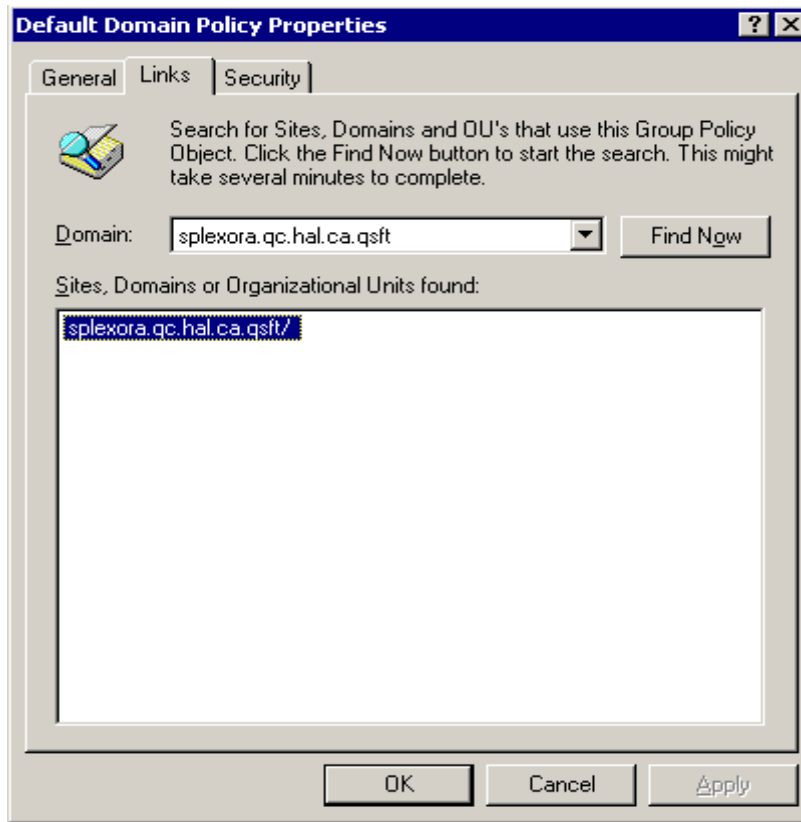 Default Domain Policy Properties
General Links Security
Search for Sites, Domains and OU's that use this Group Policy
Object. Click the Find Now button to start the search. This might
take several minutes to complete.
Domain: splexora.qc.hal.ca.qsft Find Now
Sites, Domains or Organizational Units found:
splexora.qc.hal.ca.qsft/
OK Cancel Apply